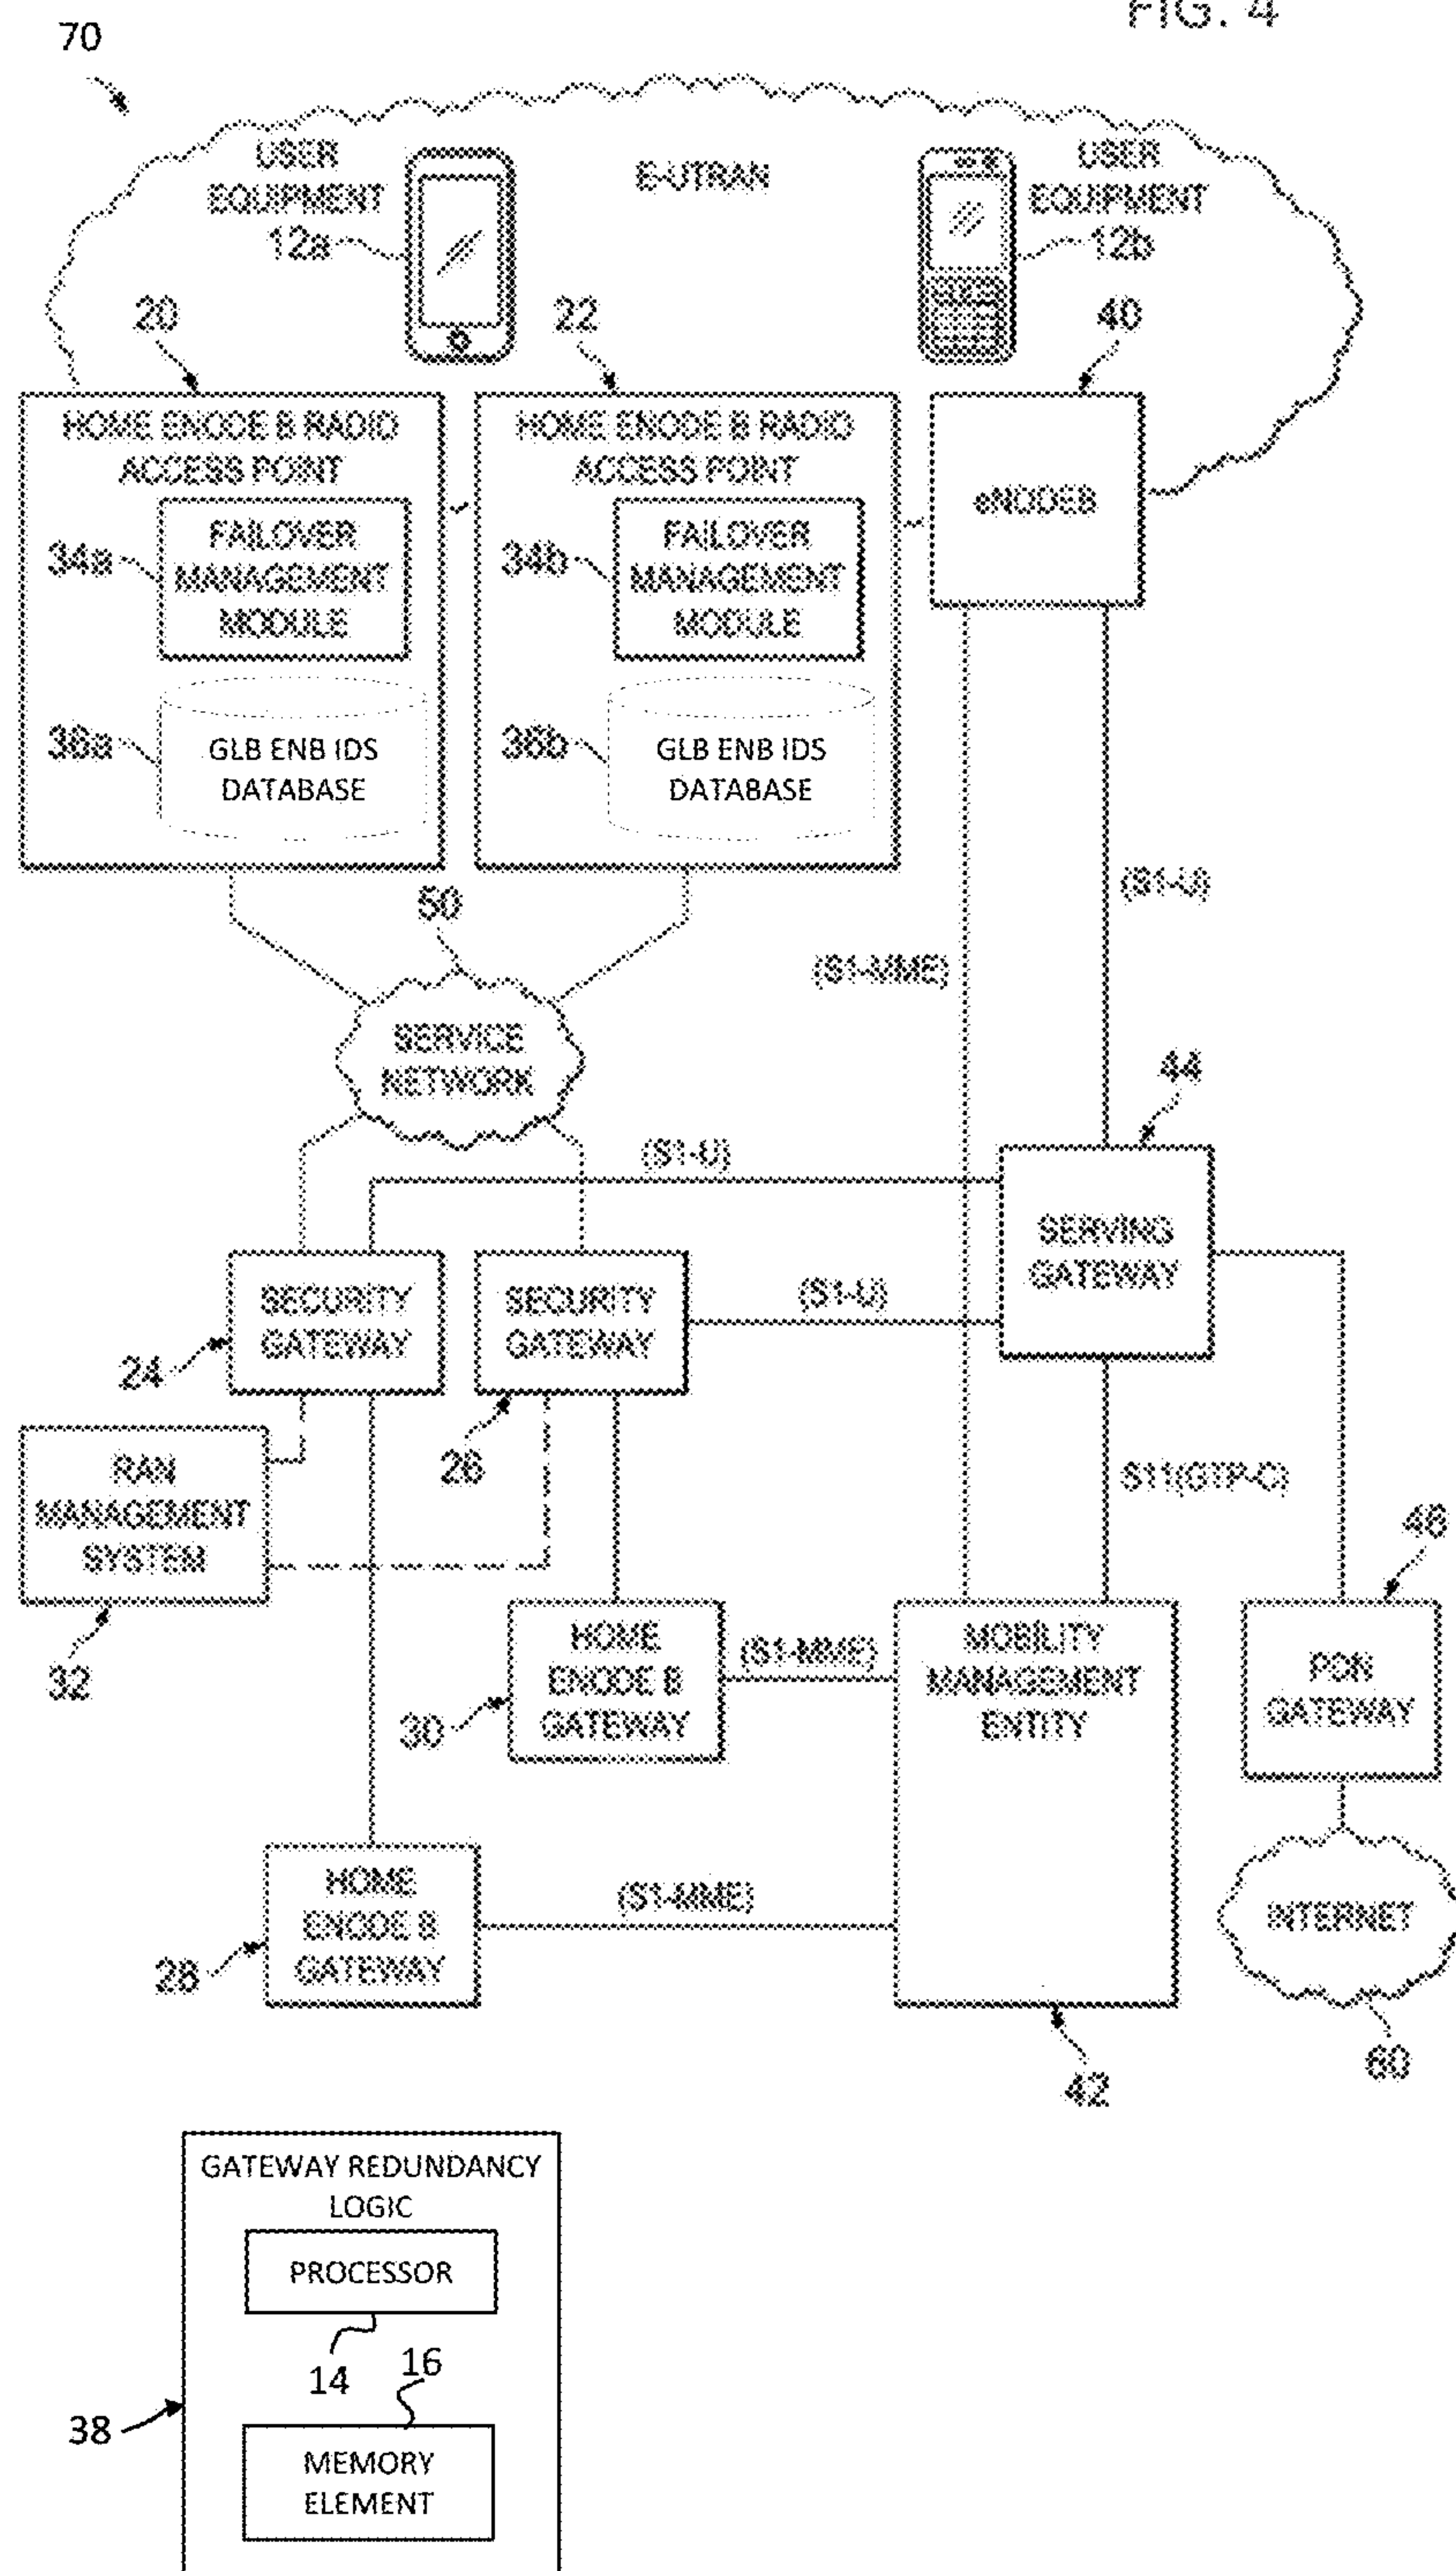 FIG. 4
70
USER
EQUIPMENT
12a
E-UTRAN
USER
EQUIPMENT
12b
20
22
40
HOME ENODE B RADIO
ACCESS POINT
34a
FAILOVER
MANAGEMENT
MODULE
36a
GLB ENB IDS
DATABASE
HOME ENODE B RADIO
ACCESS POINT
34b
FAILOVER
MANAGEMENT
MODULE
36b
GLB ENB IDS
DATABASE
eNODEB
50
(S1-U)
(S1-MME)
SERVICE
NETWORK
44
(S1-U)
SERVING
GATEWAY
SECURITY
GATEWAY
24
SECURITY
GATEWAY
26
(S1-U)
RAN
MANAGEMENT
SYSTEM
32
S11(GTP-C)
46
HOME
ENODE B
GATEWAY
30
(S1-MME)
MOBILITY
MANAGEMENT
ENTITY
PDN
GATEWAY
HOME
ENODE B
GATEWAY
28
(S1-MME)
INTERNET
42
60
GATEWAY REDUNDANCY
LOGIC
PROCESSOR
14
16
38
MEMORY
ELEMENT